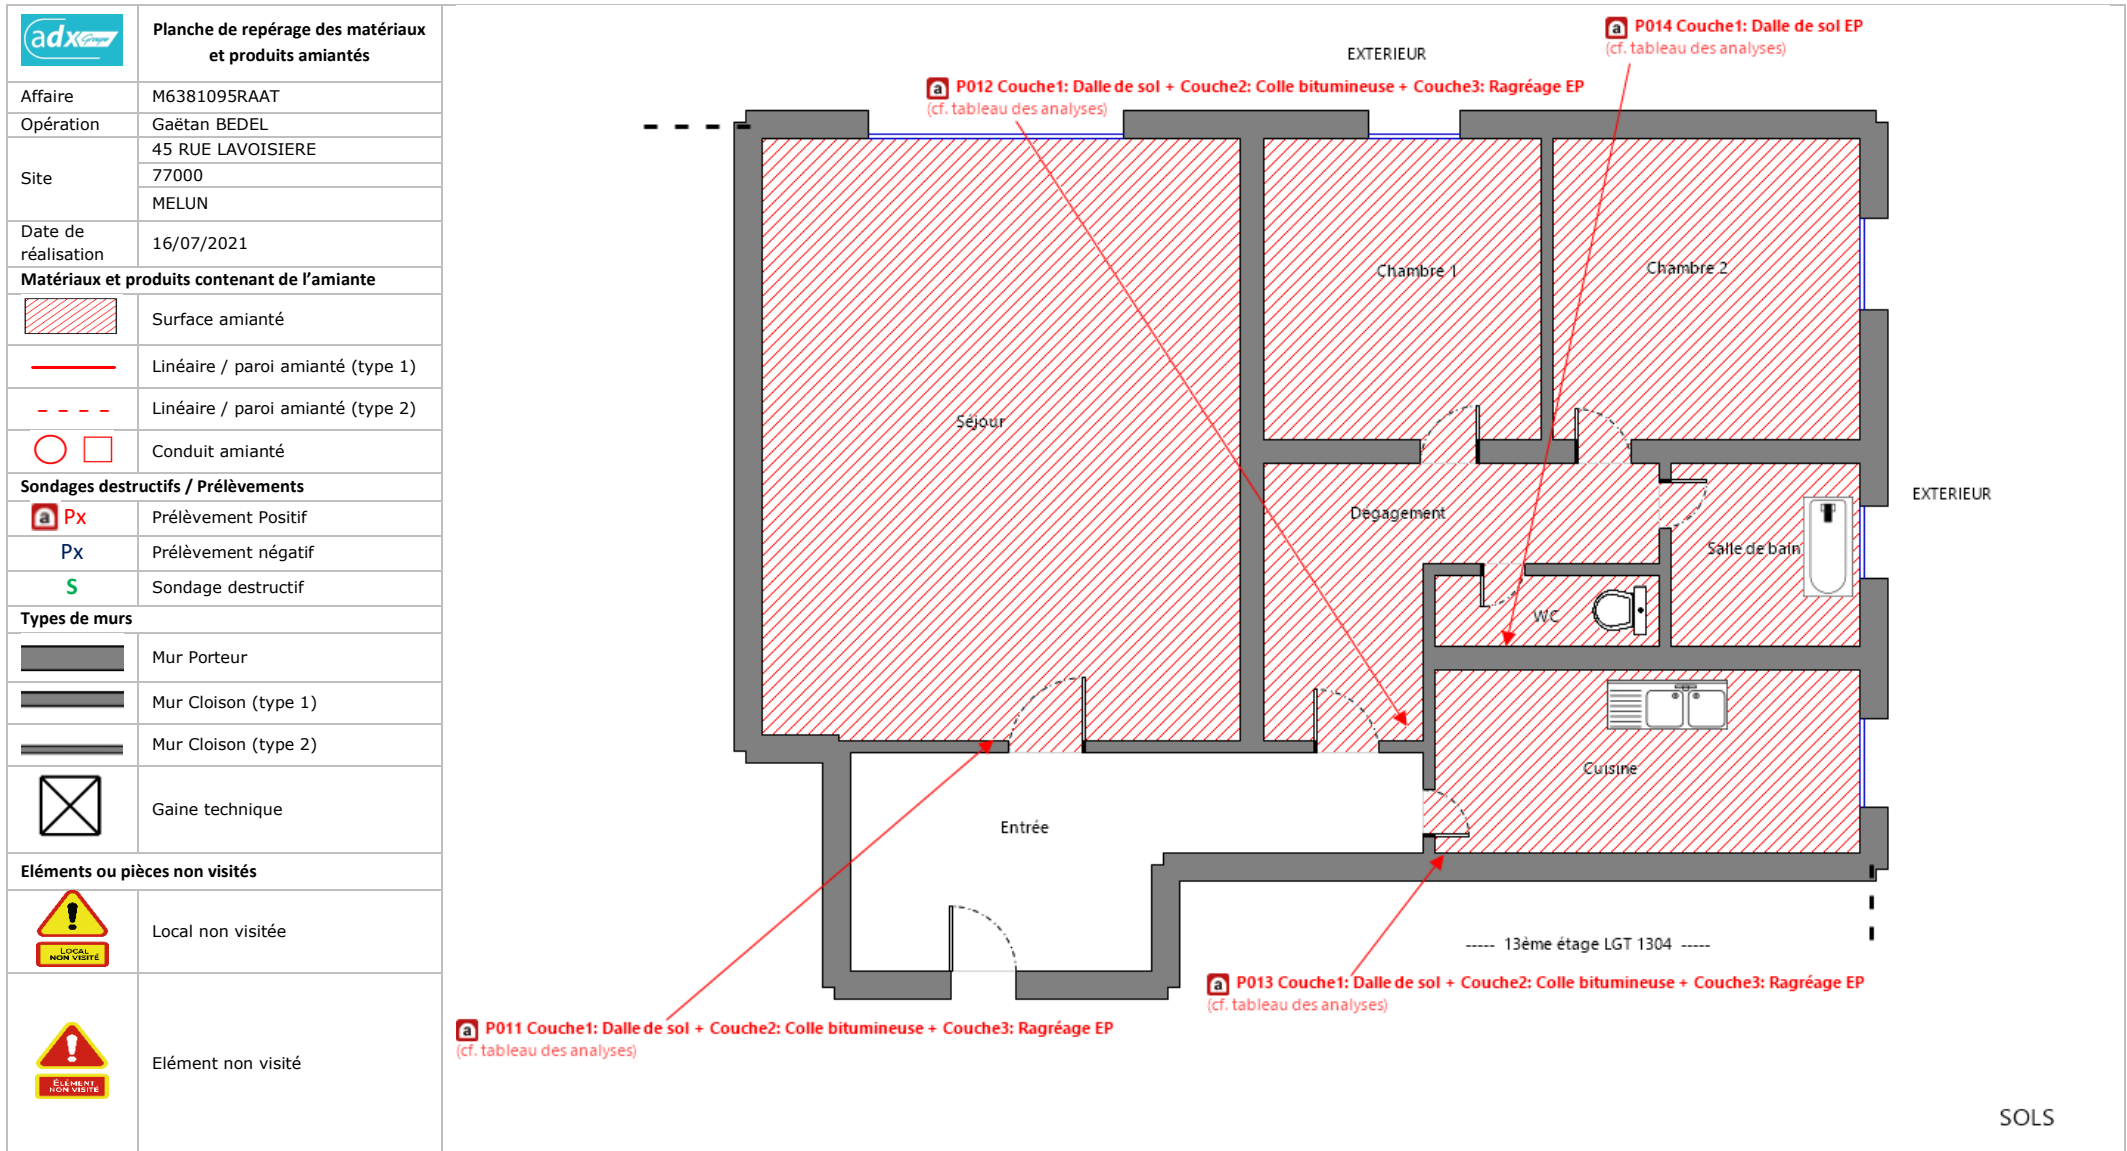 adx Groupe
Planche de repérage des matériaux
et produits amiantés
Affaire M6381095RAAT
Opération Gaëtan BEDEL
Site
45 RUE LAVOISIERE
77000
MELUN
Date de
réalisation
16/07/2021
Matériaux et produits contenant de l'amiante
Surface amianté
Linéaire / paroi amianté (type 1)
Linéaire / paroi amianté (type 2)
Conduit amianté
Sondages destructifs / Prélèvements
a Px Prélèvement Positif
Px Prélèvement négatif
S Sondage destructif
Types de murs
Mur Porteur
Mur Cloison (type 1)
Mur Cloison (type 2)
Gaine technique
Eléments ou pièces non visités
LOCAL
NON VISITÉ
Local non visitée
ÉLÉMENT
NON VISITÉ
Elément non visité
a P014 Couche1: Dalle de sol EP
(cf. tableau des analyses)
EXTERIEUR
a P012 Couche1: Dalle de sol + Couche2: Colle bitumineuse + Couche3: Ragréage EP
(cf. tableau des analyses)
Chambre 1
Chambre 2
Séjour
EXTERIEUR
Degagement
Salle de bain
WC
Cuisine
Entrée
----- 13ème étage LGT 1304 -----
a P013 Couche1: Dalle de sol + Couche2: Colle bitumineuse + Couche3: Ragréage EP
(cf. tableau des analyses)
a P011 Couche1: Dalle de sol + Couche2: Colle bitumineuse + Couche3: Ragréage EP
(cf. tableau des analyses)
SOLS